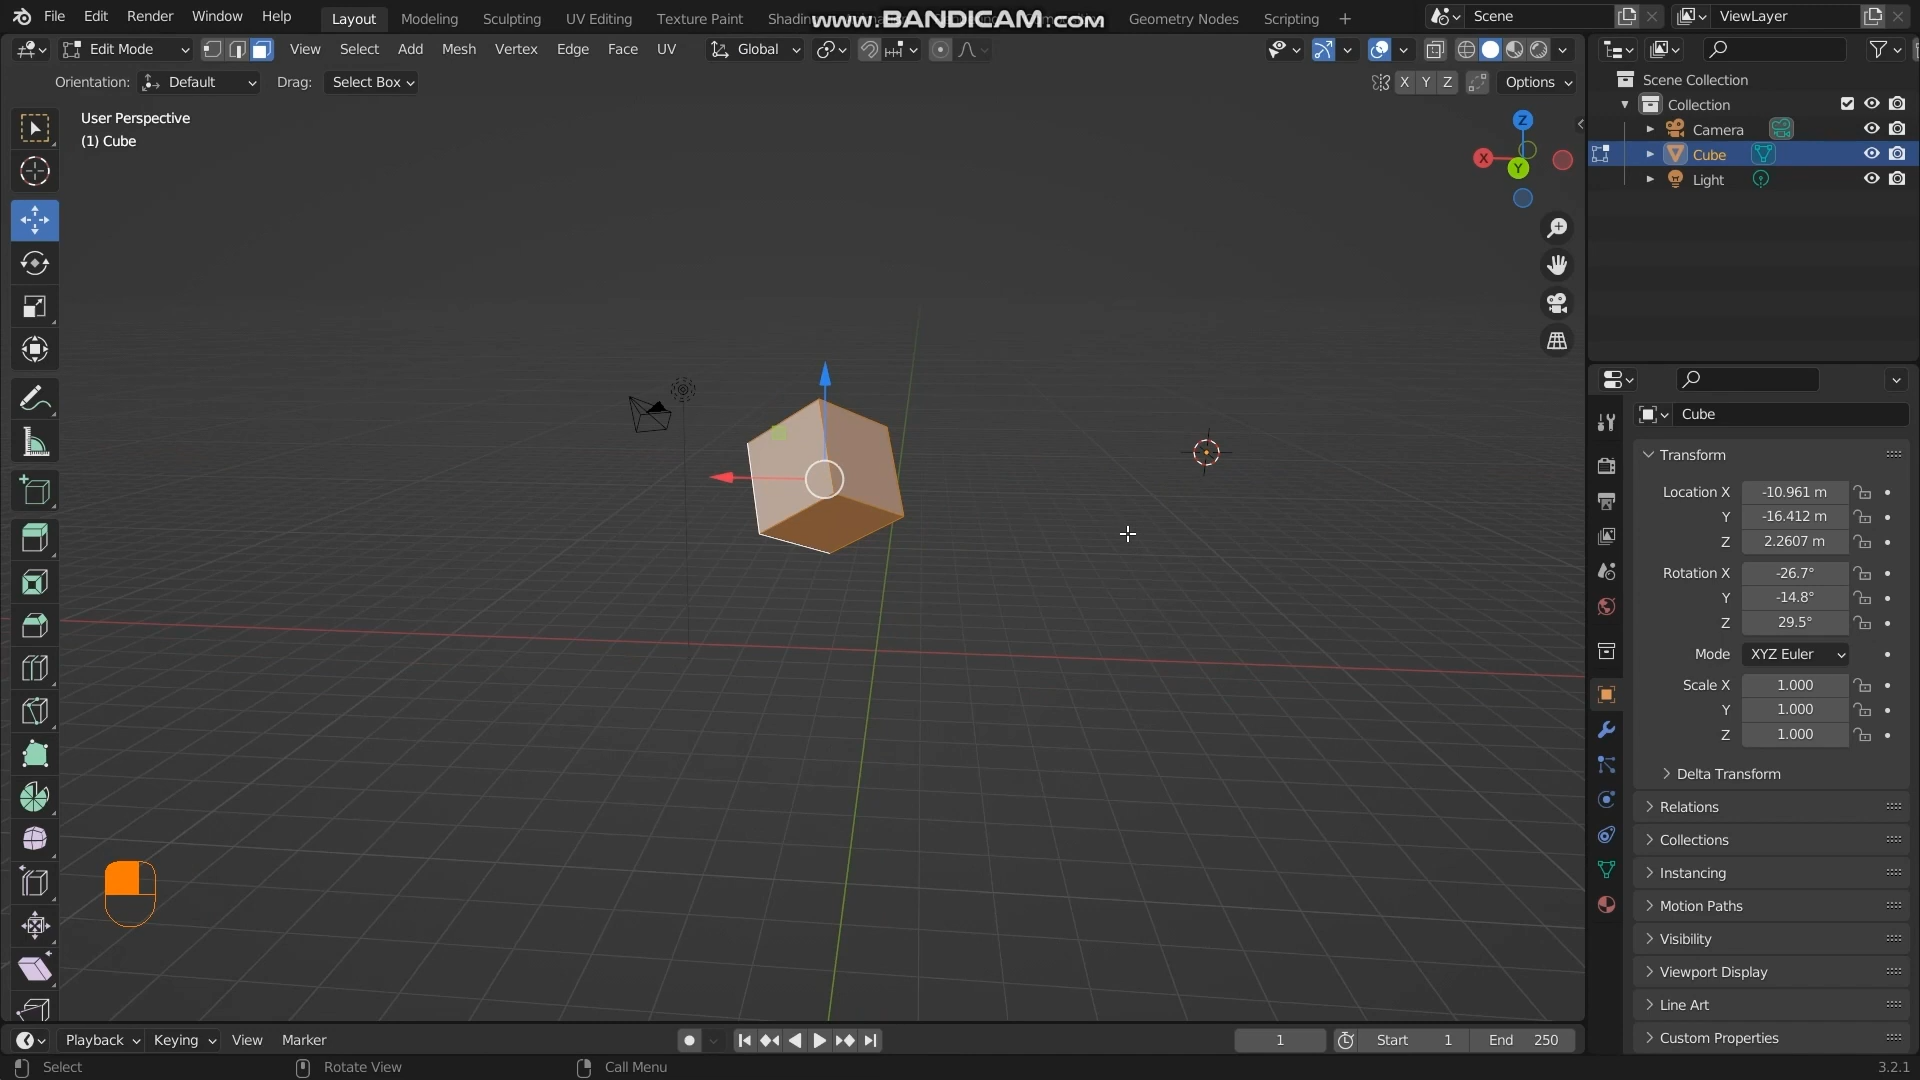 File Edit Render Window Help Layout Modeling Sculpting UV Editing Texture Paint Shadin www.BANDICAM.com Geometry Nodes Scripting + Scene ViewLayer
Edit Mode View Select Add Mesh Vertex Edge Face UV Global
Orientation: Default Drag: Select Box X Y Z Options
User Perspective
(1) Cube
Z
X
Y
Scene Collection
Collection
Camera
Cube
Light
Cube
Transform
Location X -10.961 m
Y -16.412 m
Z 2.2607 m
Rotation X -26.7°
Y -14.8°
Z 29.5°
Mode XYZ Euler
Scale X 1.000
Y 1.000
Z 1.000
Delta Transform
Relations
Collections
Instancing
Motion Paths
Visibility
Viewport Display
Line Art
Custom Properties
Playback Keying View Marker 1 Start 1 End 250
Select Rotate View Call Menu 3.2.1